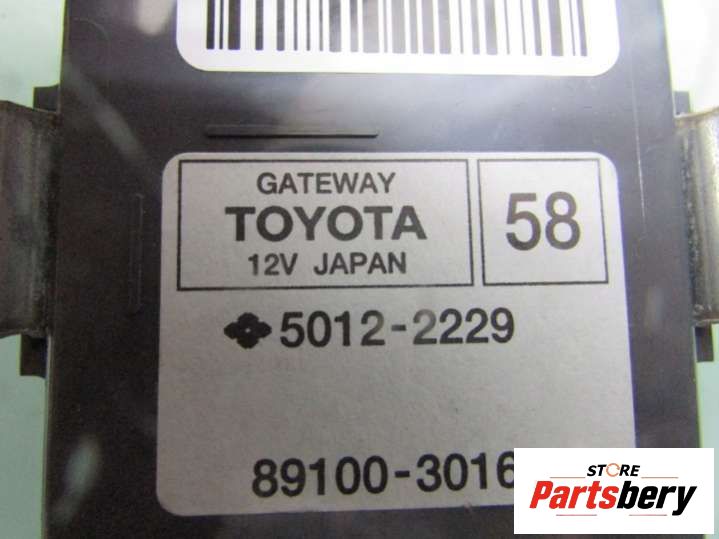 GATEWAY
TOYOTA
12V JAPAN
58
5012-2229
89100-3016
STORE
Partsbery